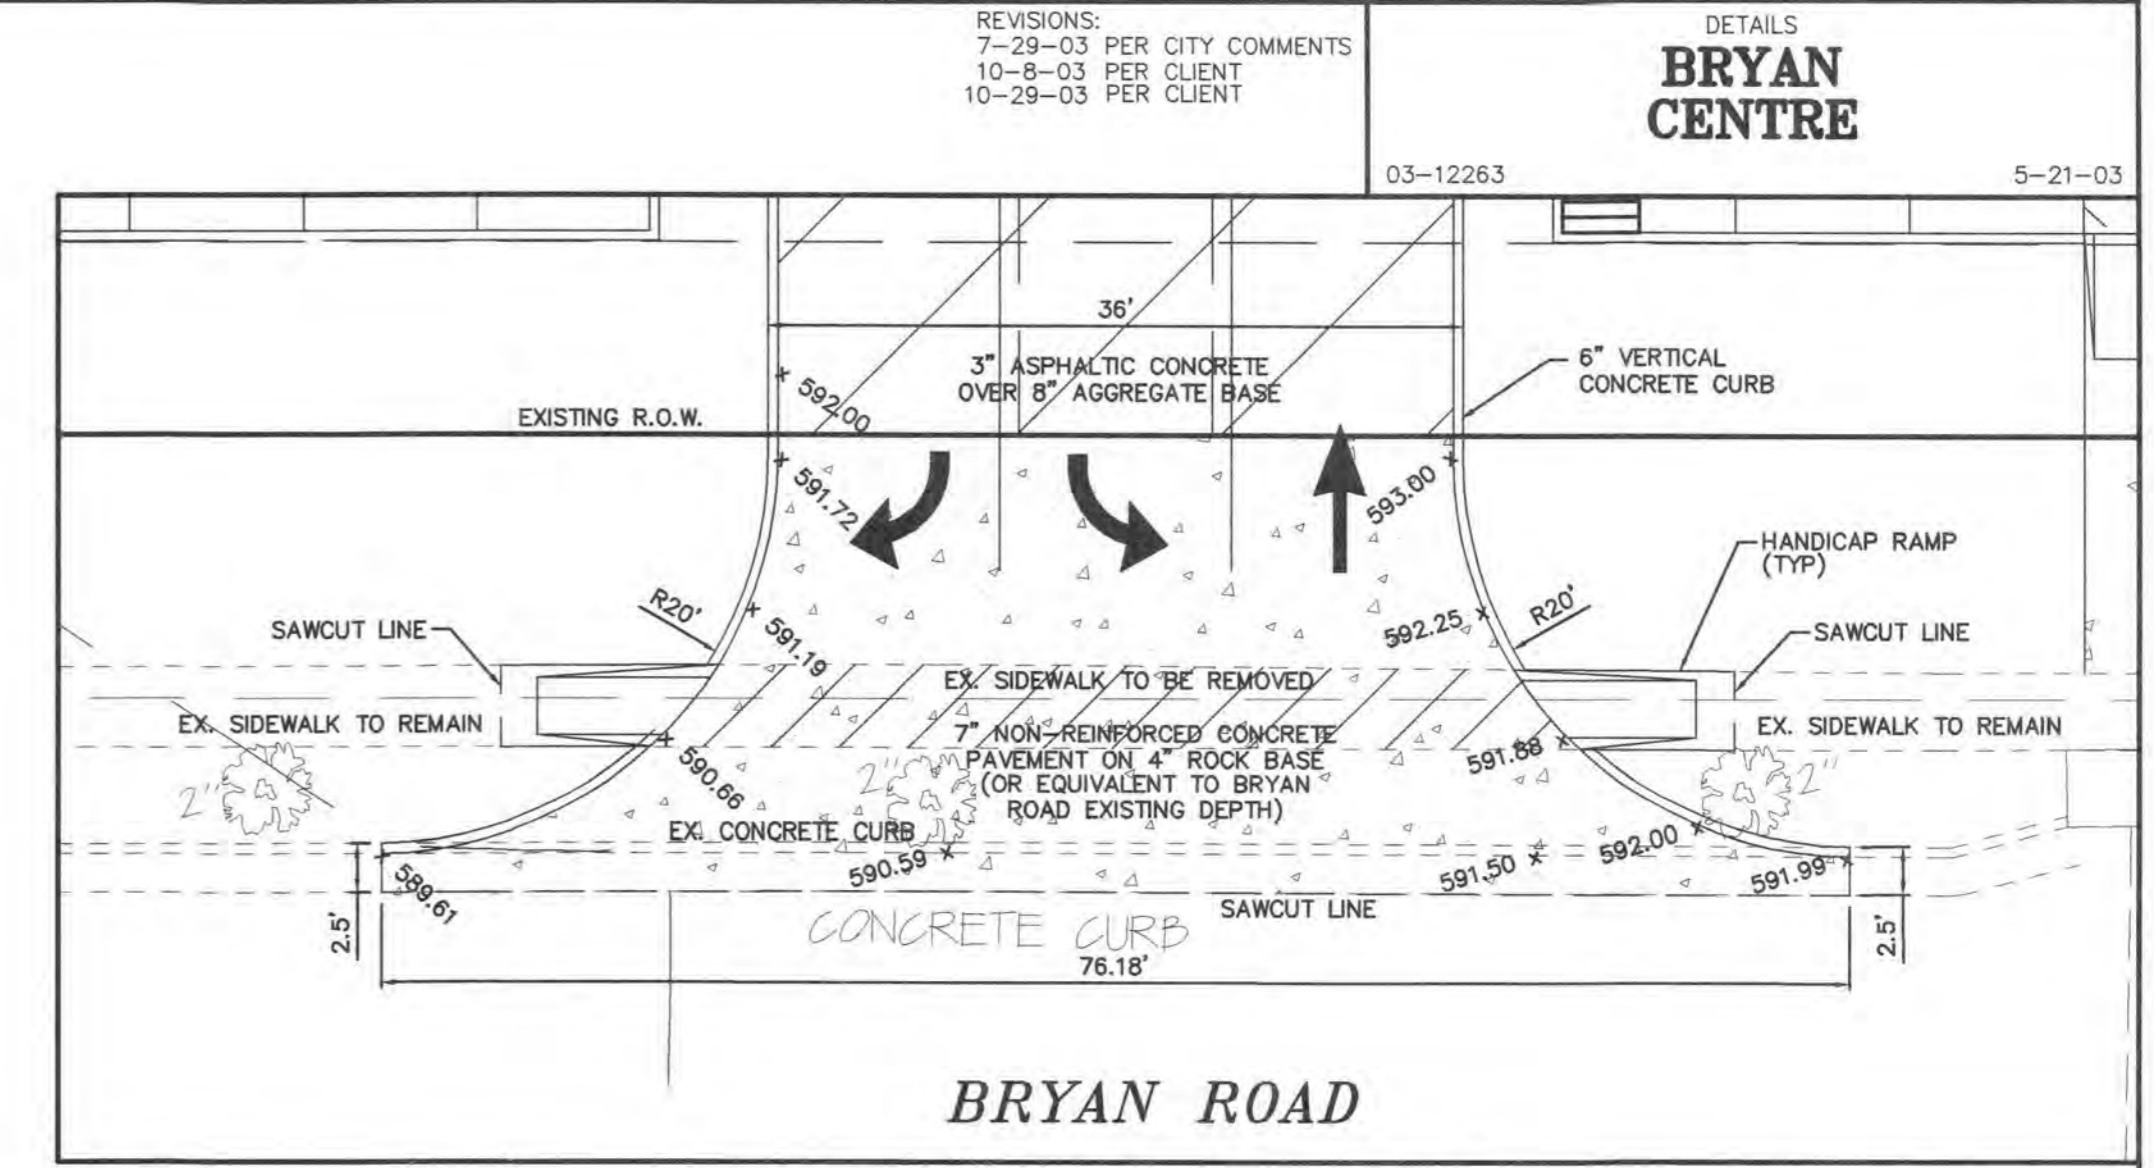 REVISIONS:
7-29-03 PER CITY COMMENTS
10-8-03 PER CLIENT
10-29-03 PER CLIENT
DETAILS
BRYAN
CENTRE
03-12263
5-21-03
36'
3" ASPHALTIC CONCRETE
OVER 8" AGGREGATE BASE
6" VERTICAL
CONCRETE CURB
592.00
EXISTING R.O.W.
591.72
593.00
HANDICAP RAMP
(TYP)
R20'
R20'
SAWCUT LINE
591.19
592.25
SAWCUT LINE
EX. SIDEWALK TO BE REMOVED
EX. SIDEWALK TO REMAIN
EX. SIDEWALK TO REMAIN
7" NON-REINFORCED CONCRETE
PAVEMENT ON 4" ROCK BASE
(OR EQUIVALENT TO BRYAN
ROAD EXISTING DEPTH)
590.66
591.88
2"
2"
2"
EX. CONCRETE CURB
590.59
591.50
592.00
591.99
589.61
2.5'
SAWCUT LINE
2.5'
CONCRETE CURB
76.18'
BRYAN ROAD